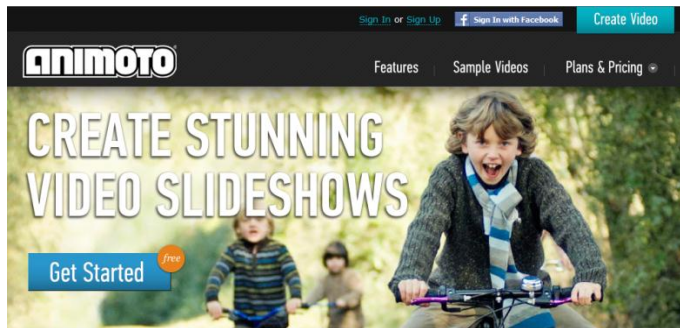 Sign In or Sign Up
Sign In with Facebook
Create Video
ANIMOTO
Features
Sample Videos
Plans & Pricing
CREATE STUNNING
VIDEO SLIDESHOWS
Get Started
free